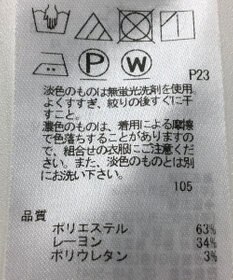 P W P23
淡色のものは無蛍光洗剤を使用
よくすすぎ、絞りの後すぐに干
すこと。
濃色のものは、着用による摩擦
で色落ちすることがありますの
で、組合せの衣服にご注意下さ
い。また、淡色のものとは別
にお洗い下さい。
105
品質
ポリエステル 63%
レーヨン 34%
ポリウレタン 3%